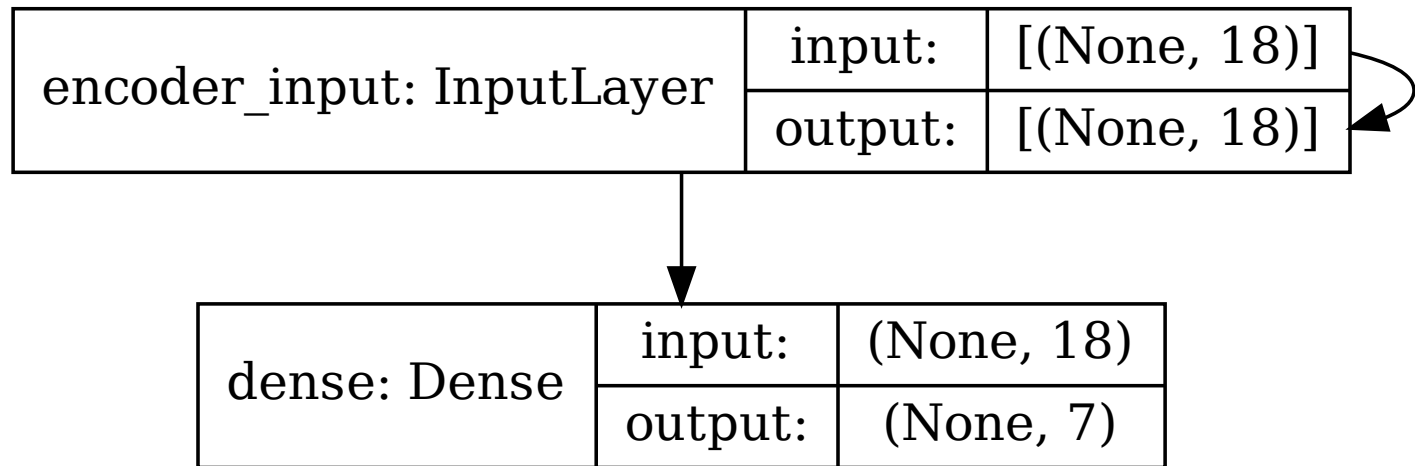 encoder_input: InputLayer
input: [(None, 18)]
output: [(None, 18)]
dense: Dense
input: (None, 18)
output: (None, 7)